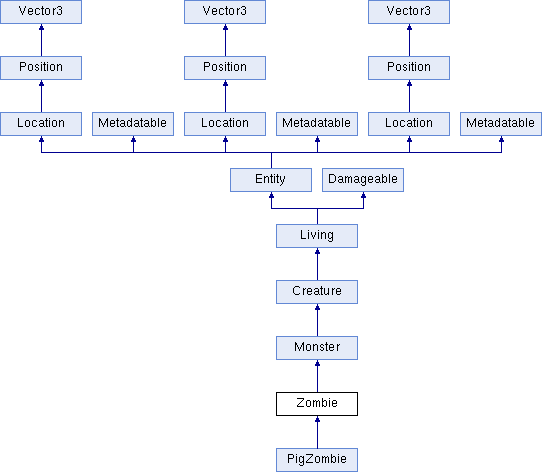 Vector3
Vector3
Vector3
Position
Position
Position
Location
Metadatable
Location
Metadatable
Location
Metadatable
Entity
Damageable
Living
Creature
Monster
Zombie
PigZombie